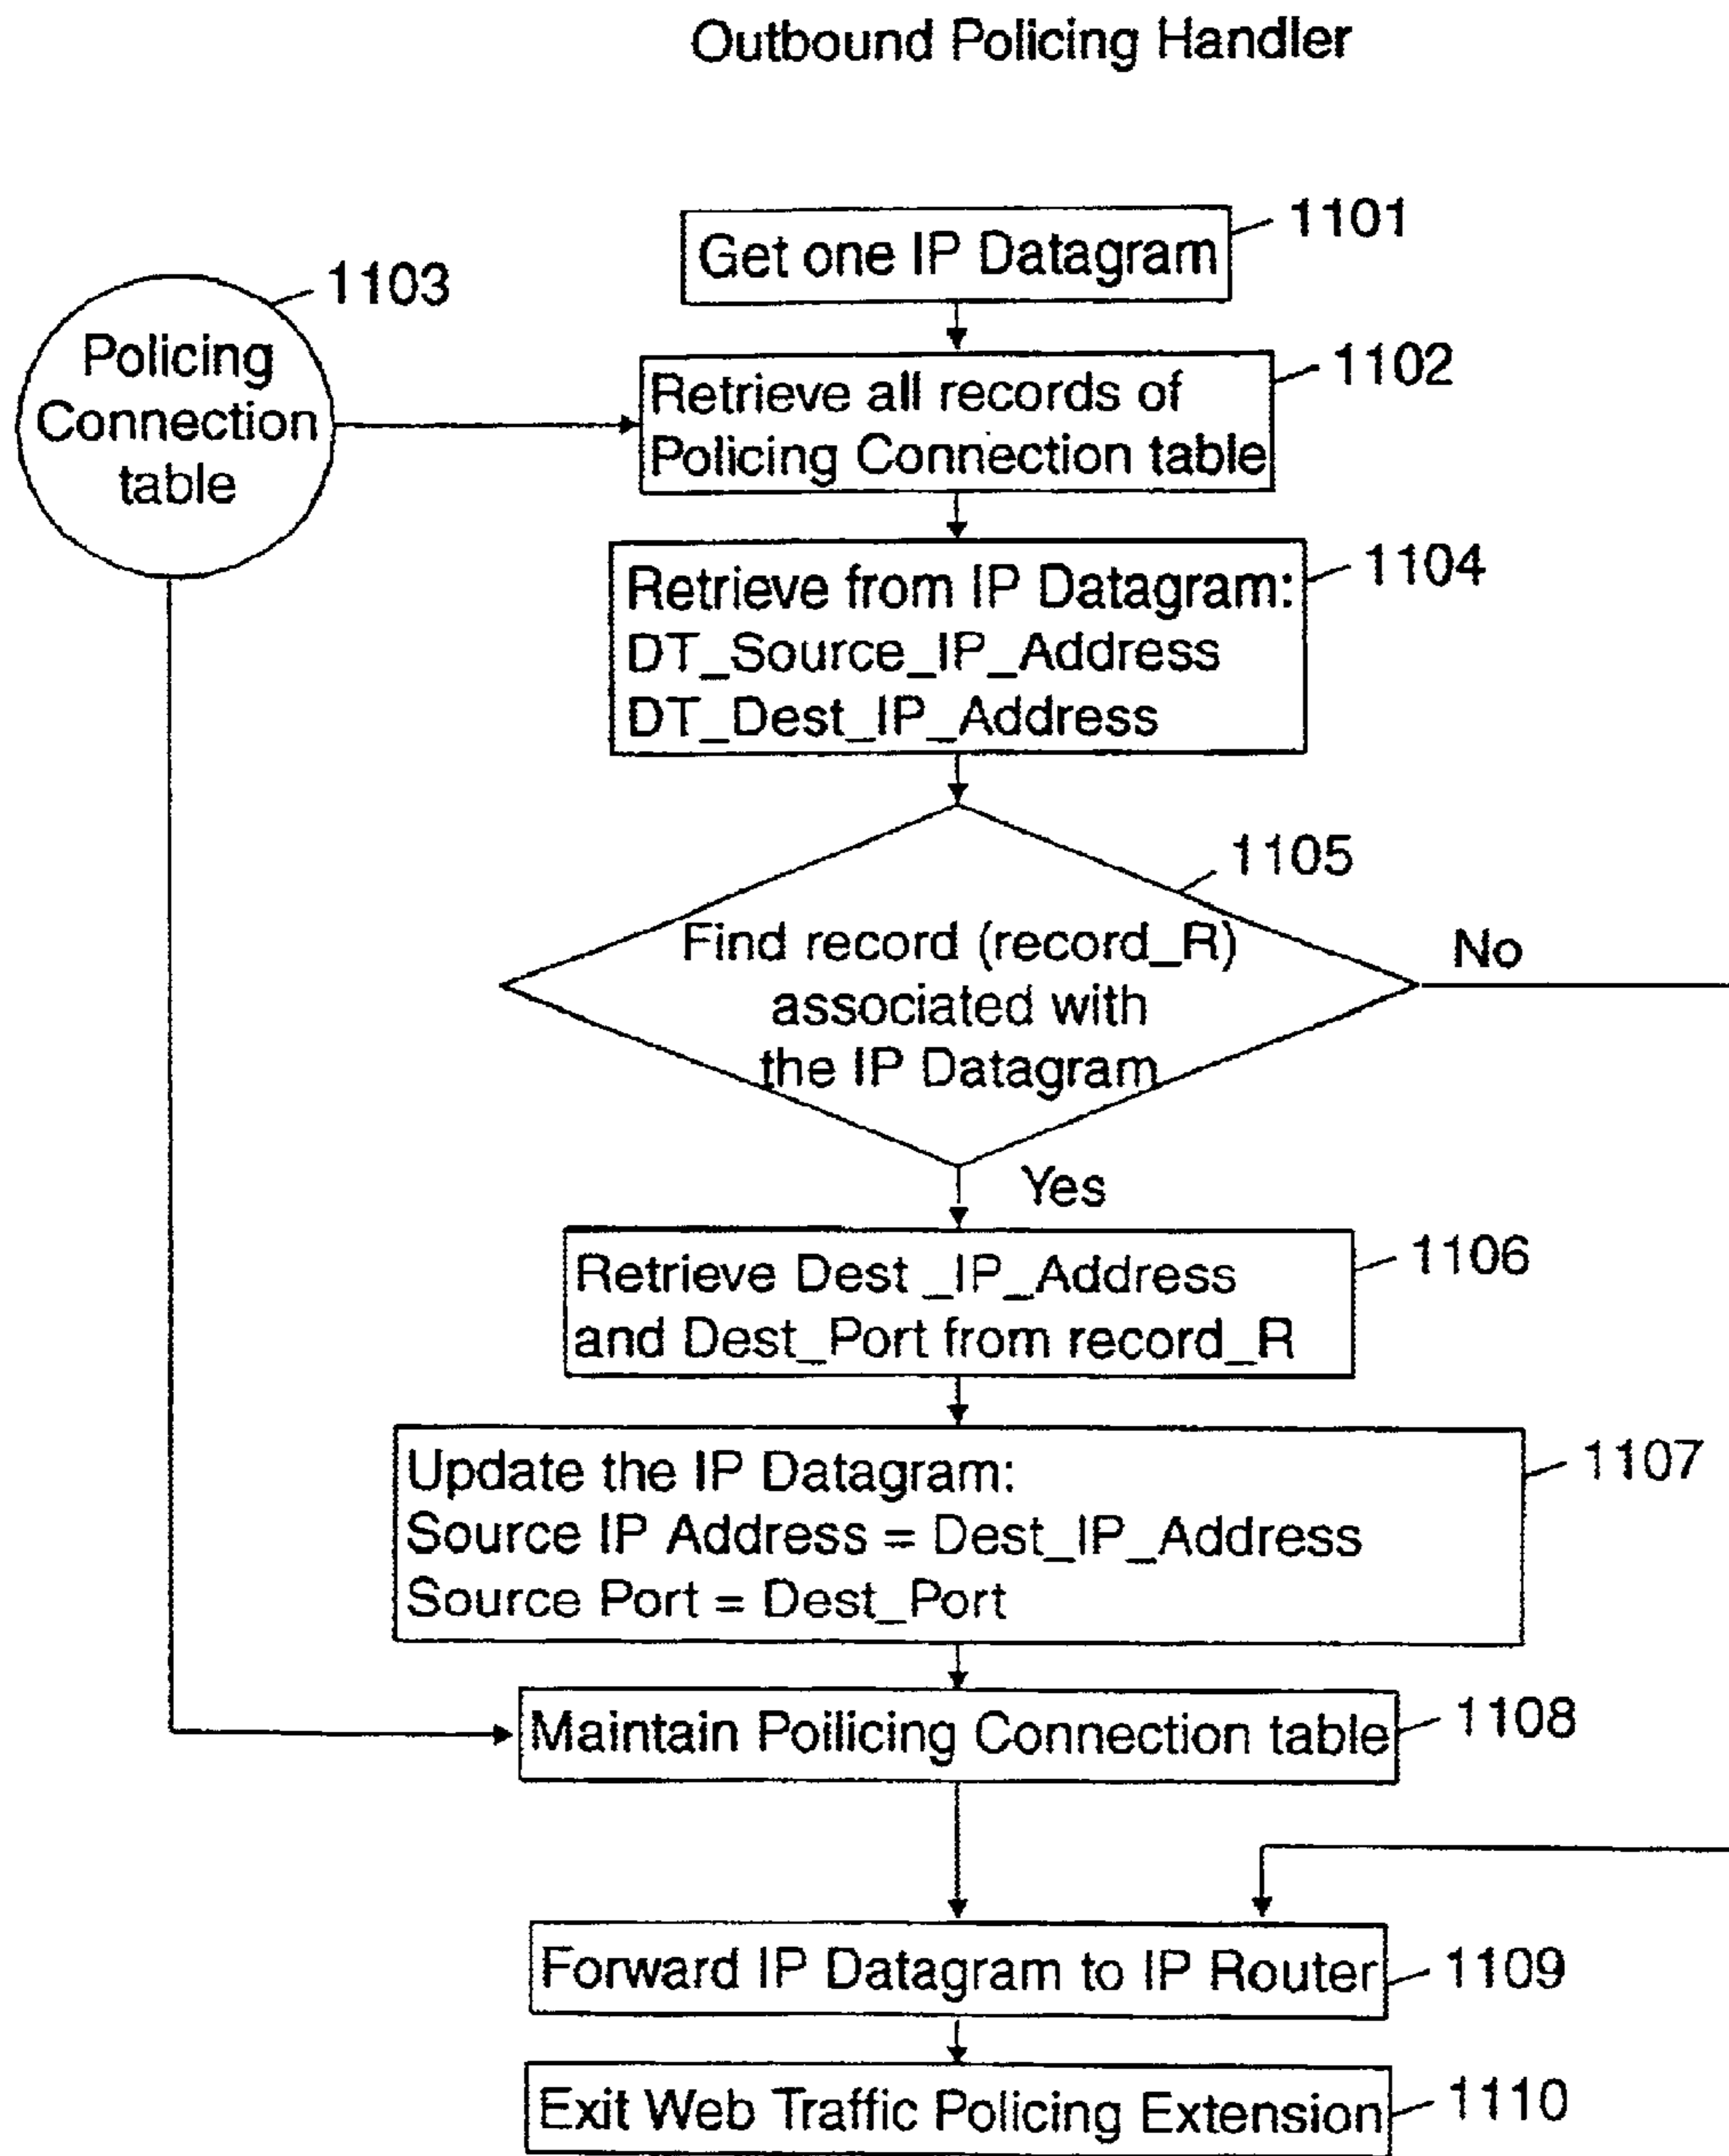 Outbound Policing Handler
1101
Get one IP Datagram
1103
Policing
Connection
table
1102
Retrieve all records of
Policing Connection table
1104
Retrieve from IP Datagram:
DT_Source_IP_Address
DT_Dest_IP_Address
1105
Find record (record_R)
associated with
the IP Datagram
No
Yes
1106
Retrieve Dest _IP_Address
and Dest_Port from record_R
1107
Update the IP Datagram:
Source IP Address = Dest_IP_Address
Source Port = Dest_Port
Maintain Poilicing Connection table
1108
Forward IP Datagram to IP Router
1109
Exit Web Traffic Policing Extension
1110